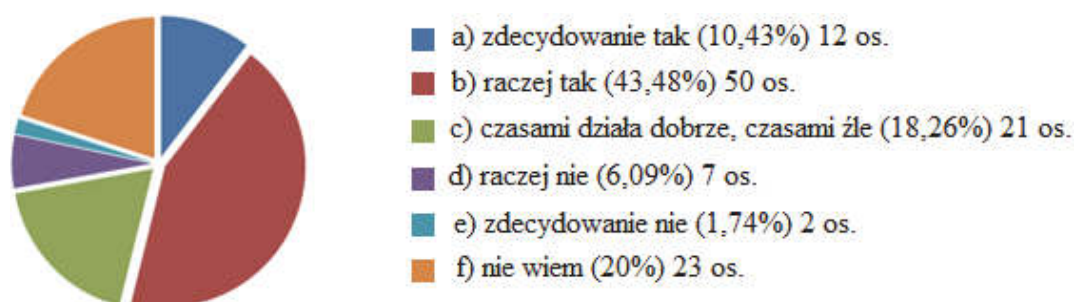 a) zdecydowanie tak (10,43%) 12 os.
b) raczej tak (43,48%) 50 os.
c) czasami działa dobrze, czasami źle (18,26%) 21 os.
d) raczej nie (6,09%) 7 os.
e) zdecydowanie nie (1,74%) 2 os.
f) nie wiem (20%) 23 os.